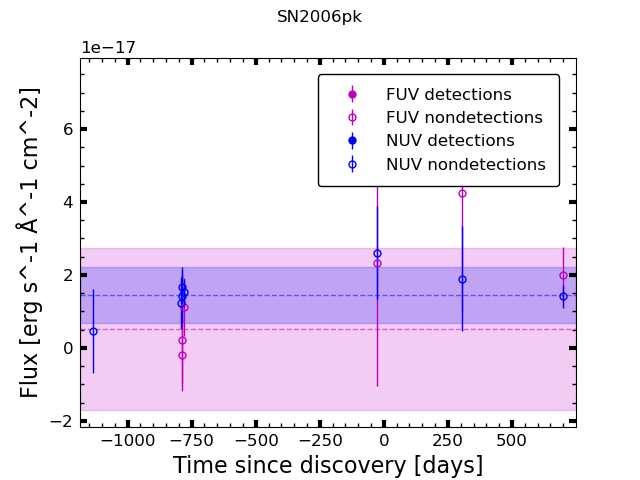 SN2006pk
1e−17
FUV detections
FUV nondetections
NUV detections
NUV nondetections
6
4
2
0
−2
Flux [erg s^-1 Å^-1 cm^-2]
−1000 −750 −500 −250 0 250 500
Time since discovery [days]